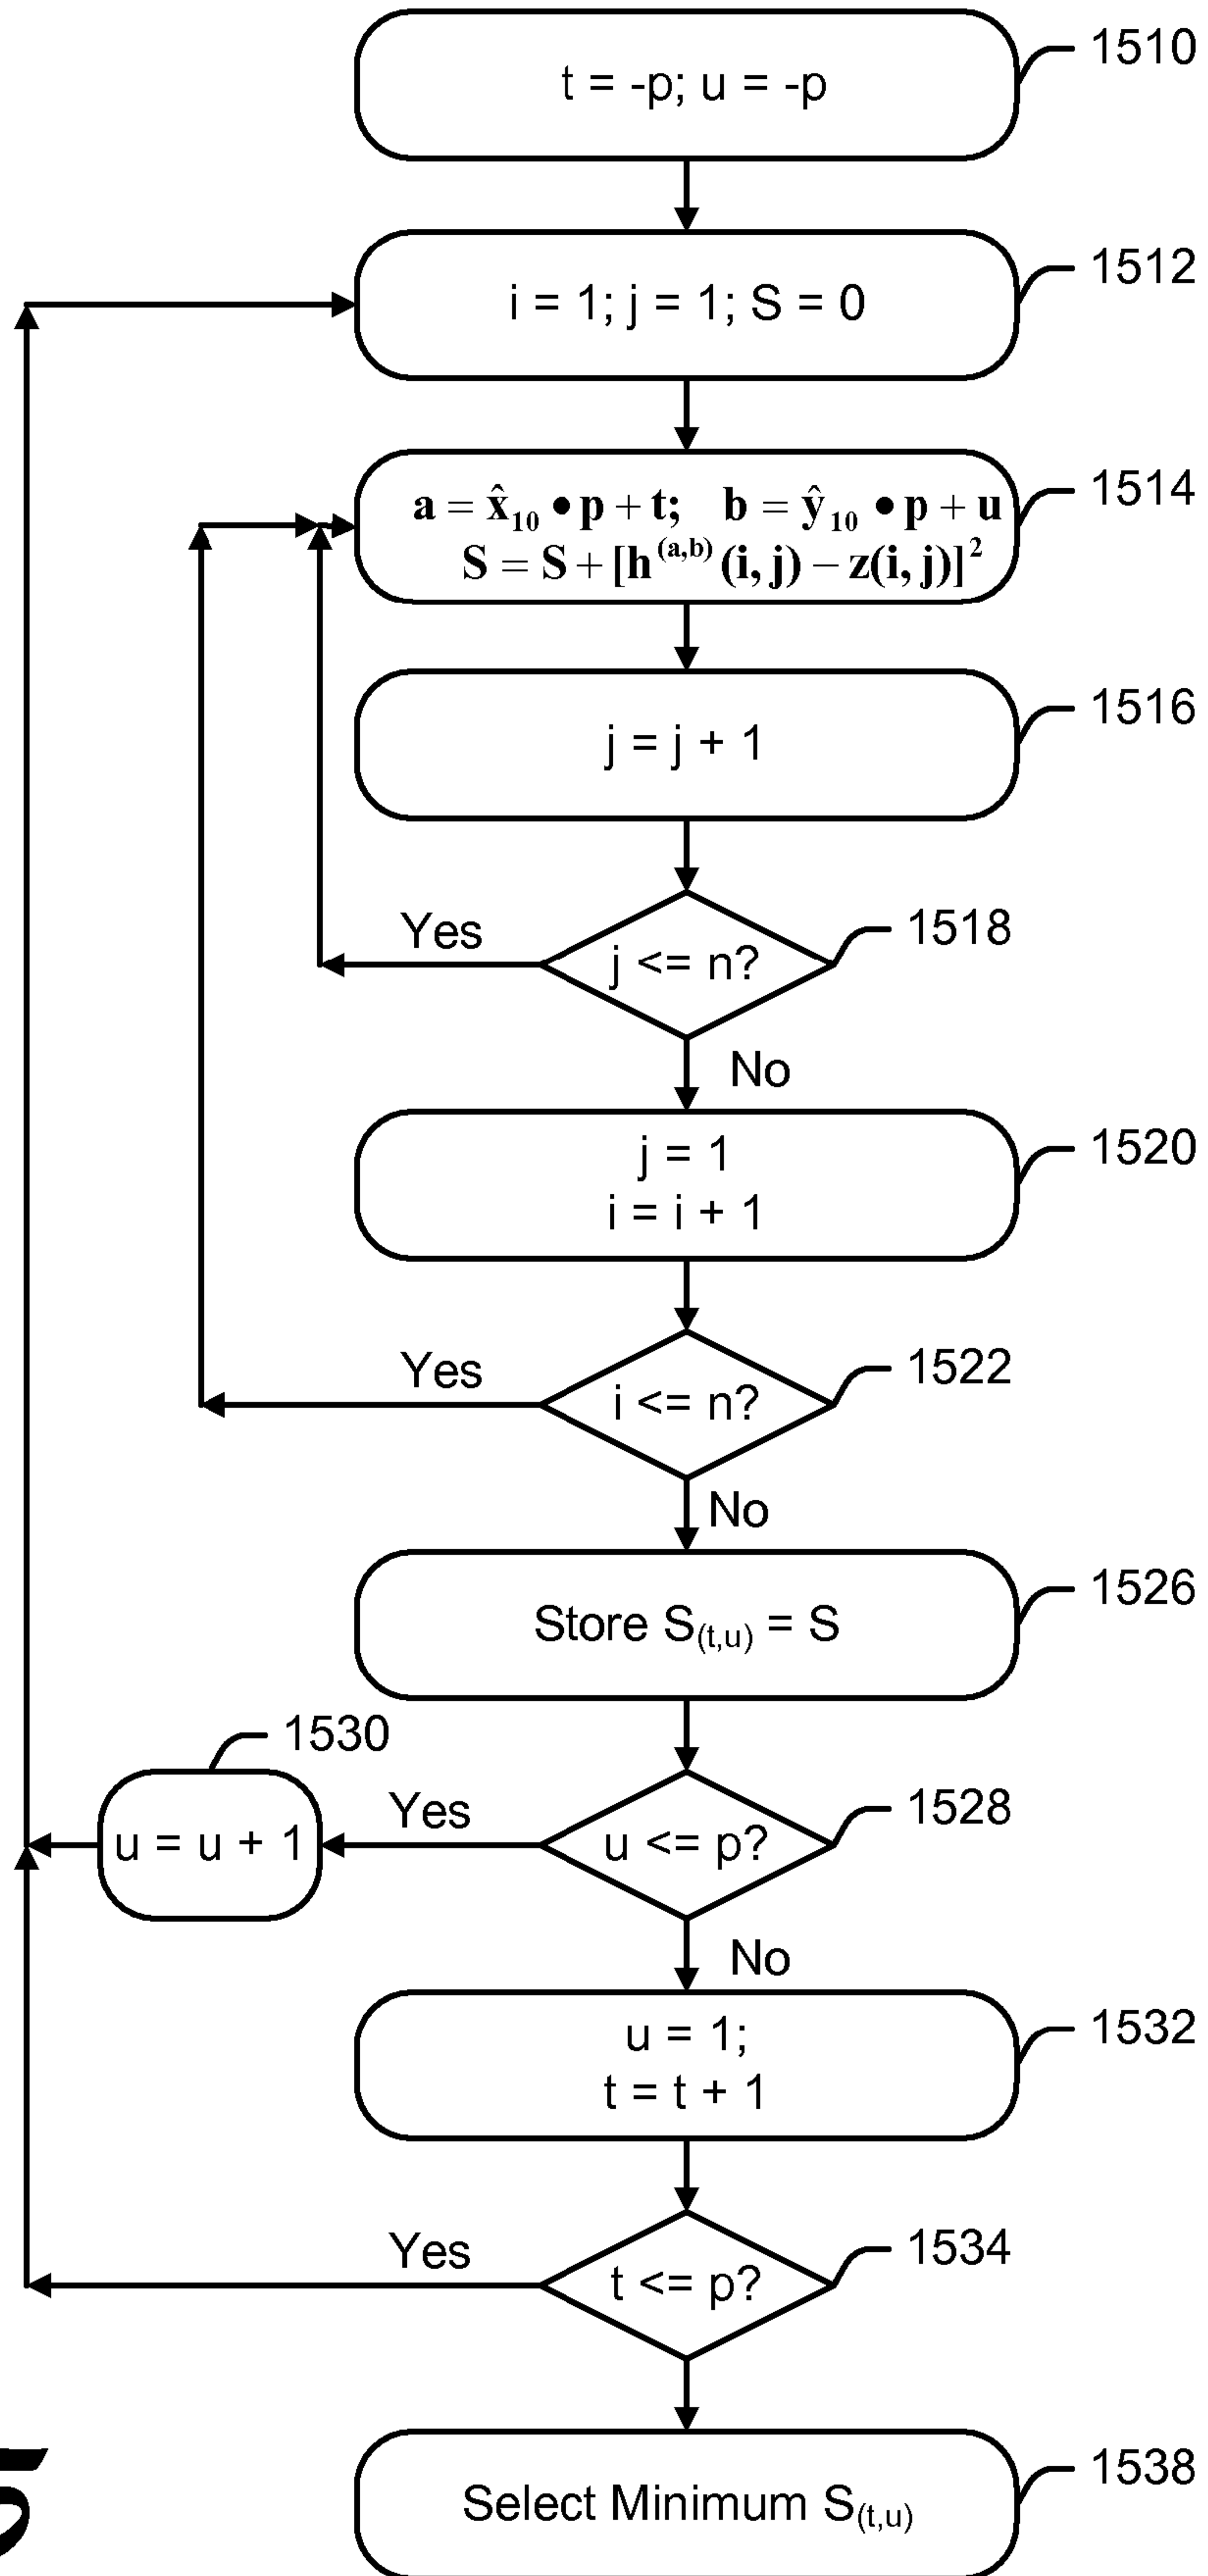 t = -p; u = -p
1510
i = 1; j = 1; S = 0
1512
a = x̂₁₀ • p + t; b = ŷ₁₀ • p + u
S = S + [h⁽ᵃ,ᵇ⁾ (i, j) – z(i, j)]²
1514
j = j + 1
1516
j <= n?
1518
Yes
No
j = 1
i = i + 1
1520
i <= n?
1522
Yes
No
Store S(t,u) = S
1526
1530
u = u + 1
Yes
u <= p?
1528
No
u = 1;
t = t + 1
1532
Yes
t <= p?
1534
Select Minimum S(t,u)
1538